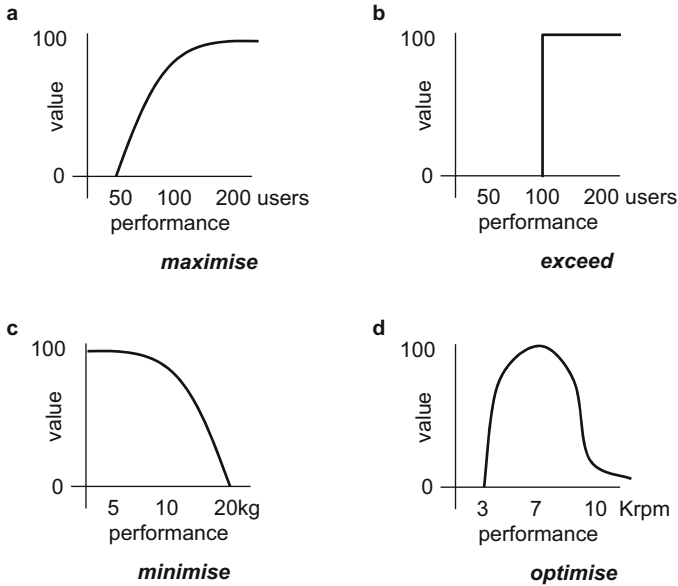 a
100
value
0
50 100 200 users
performance
maximise
b
100
value
0
50 100 200 users
performance
exceed
c
100
value
0
5 10 20kg
performance
minimise
d
100
value
0
3 7 10 Krpm
performance
optimise